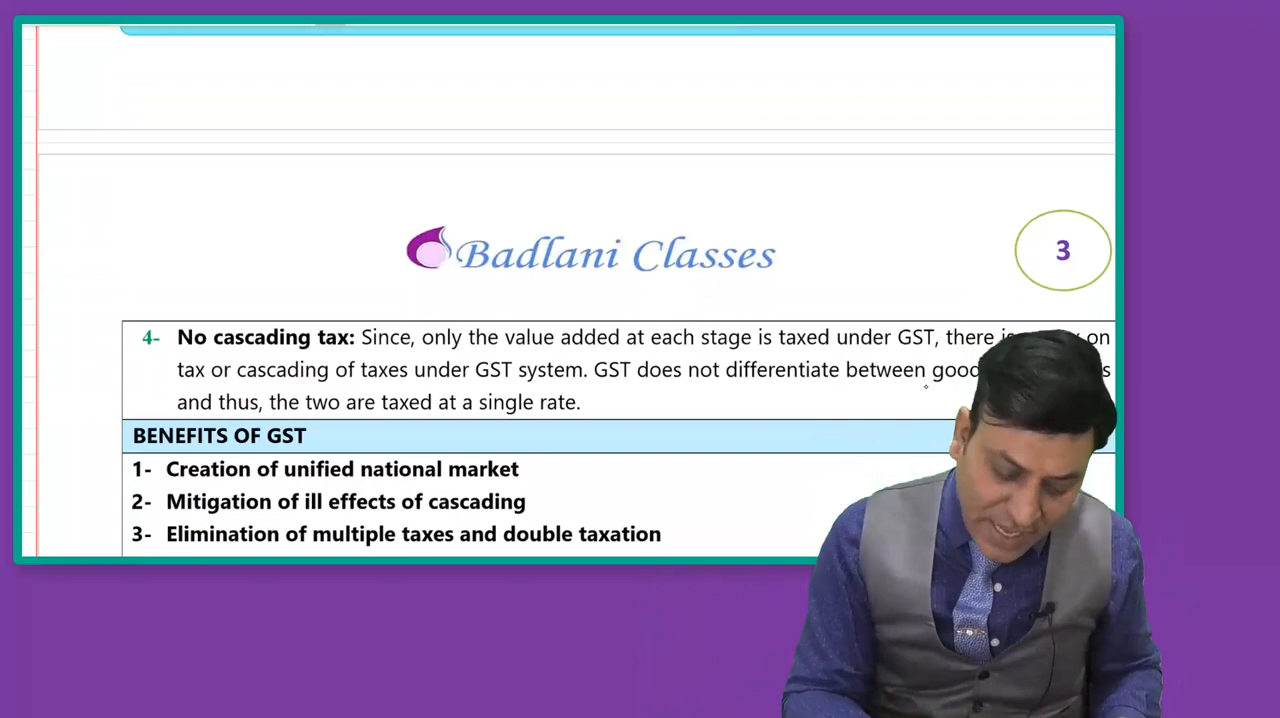 Badlani Classes
3
4- No cascading tax: Since, only the value added at each stage is taxed under GST, there on
tax or cascading of taxes under GST system. GST does not differentiate between
and thus, the two are taxed at a single rate.
BENEFITS OF GST
1- Creation of unified national market
2- Mitigation of ill effects of cascading
3- Elimination of multiple taxes and double taxation